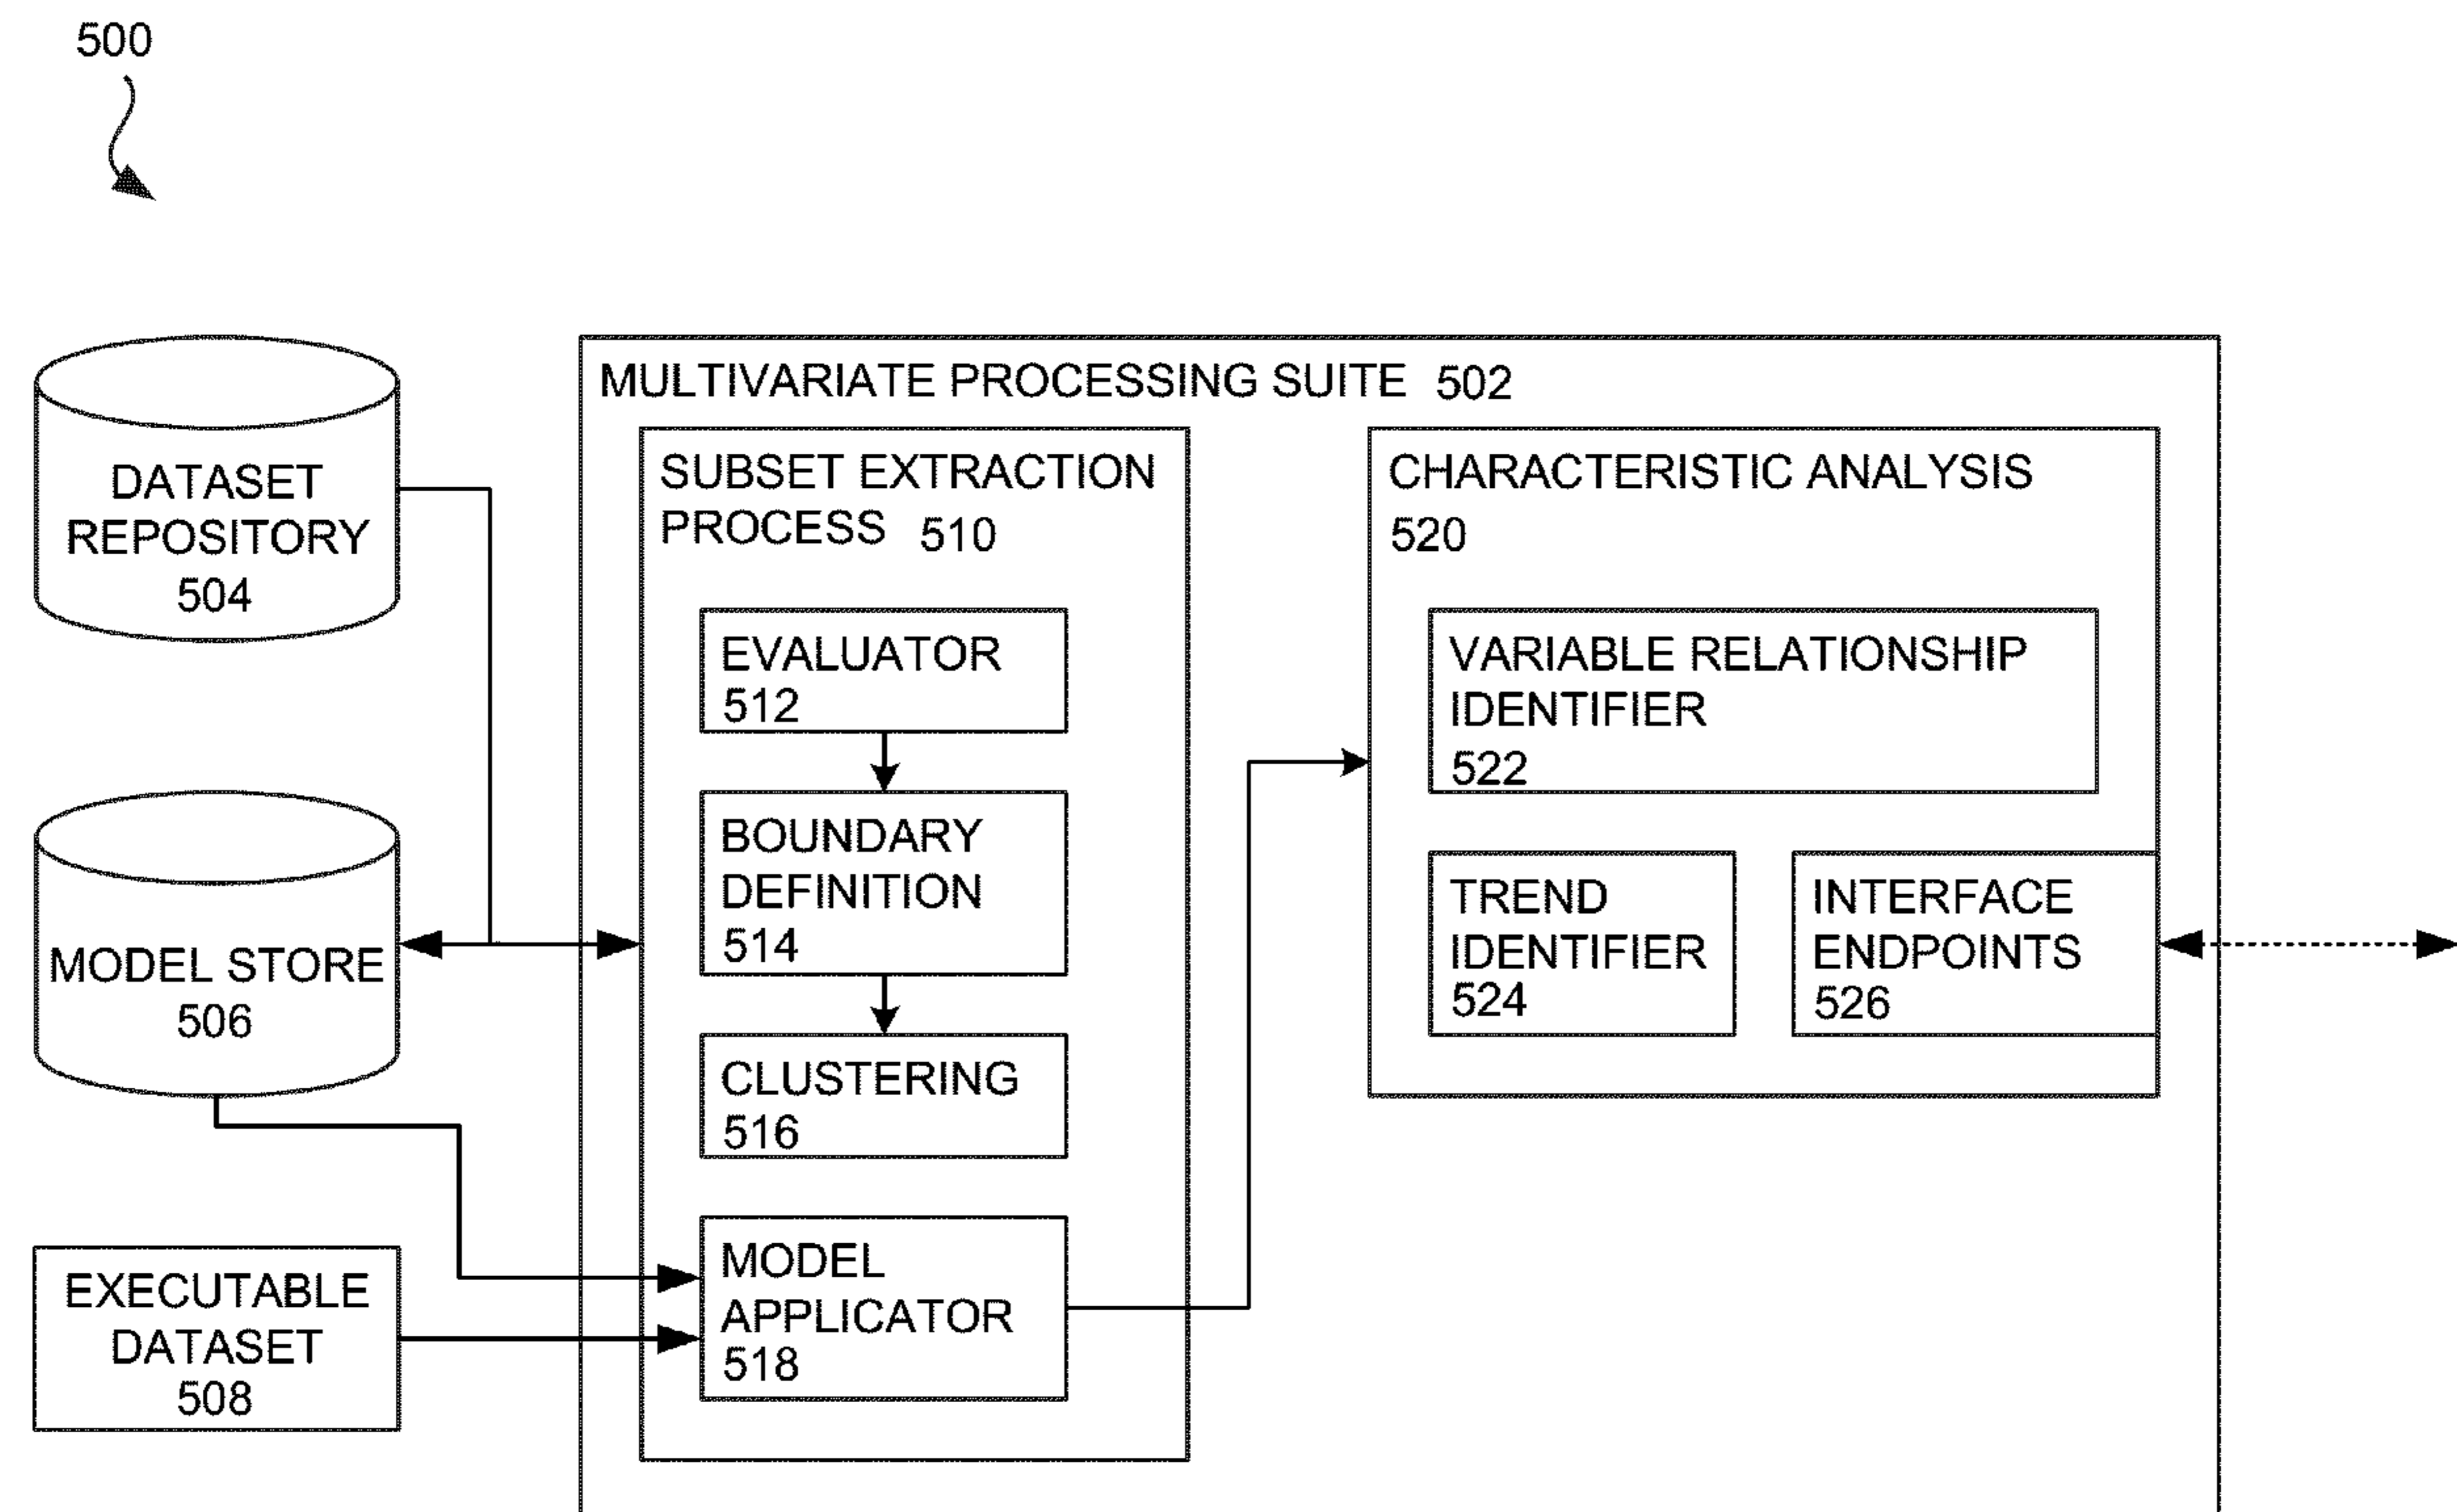 500
DATASET
REPOSITORY
504
MODEL STORE
506
EXECUTABLE
DATASET
508
MULTIVARIATE PROCESSING SUITE 502
SUBSET EXTRACTION
PROCESS 510
EVALUATOR
512
BOUNDARY
DEFINITION
514
CLUSTERING
516
MODEL
APPLICATOR
518
CHARACTERISTIC ANALYSIS
520
VARIABLE RELATIONSHIP
IDENTIFIER
522
TREND
IDENTIFIER
524
INTERFACE
ENDPOINTS
526